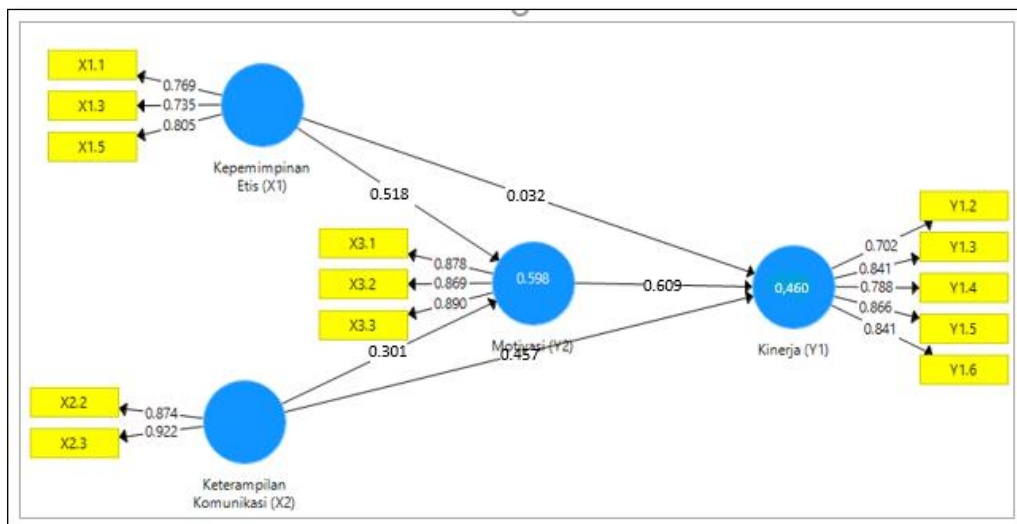 X1.1
0.769
X1.3
0.735
X1.5
0.805
Kepemimpinan
Etis (X1)
0.518
0.032
X3.1
0.878
X3.2
0.869
X3.3
0.890
0.598
Motivasi (Y2)
0.609
0,460
Kinerja (Y1)
Y1.2
0.702
Y1.3
0.841
Y1.4
0.788
Y1.5
0.866
Y1.6
0.841
0.301
0.457
X2.2
0.874
X2.3
0.922
Keterampilan
Komunikasi (X2)